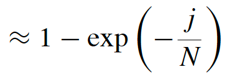 ≈ 1 − exp(−j/N)